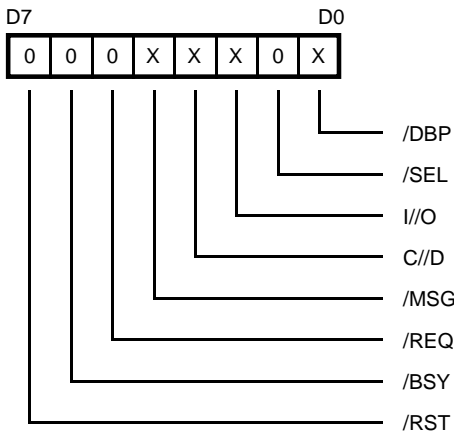 D7 D0
0 0 0 X X X 0 X
/DBP
/SEL
I//O
C//D
/MSG
/REQ
/BSY
/RST